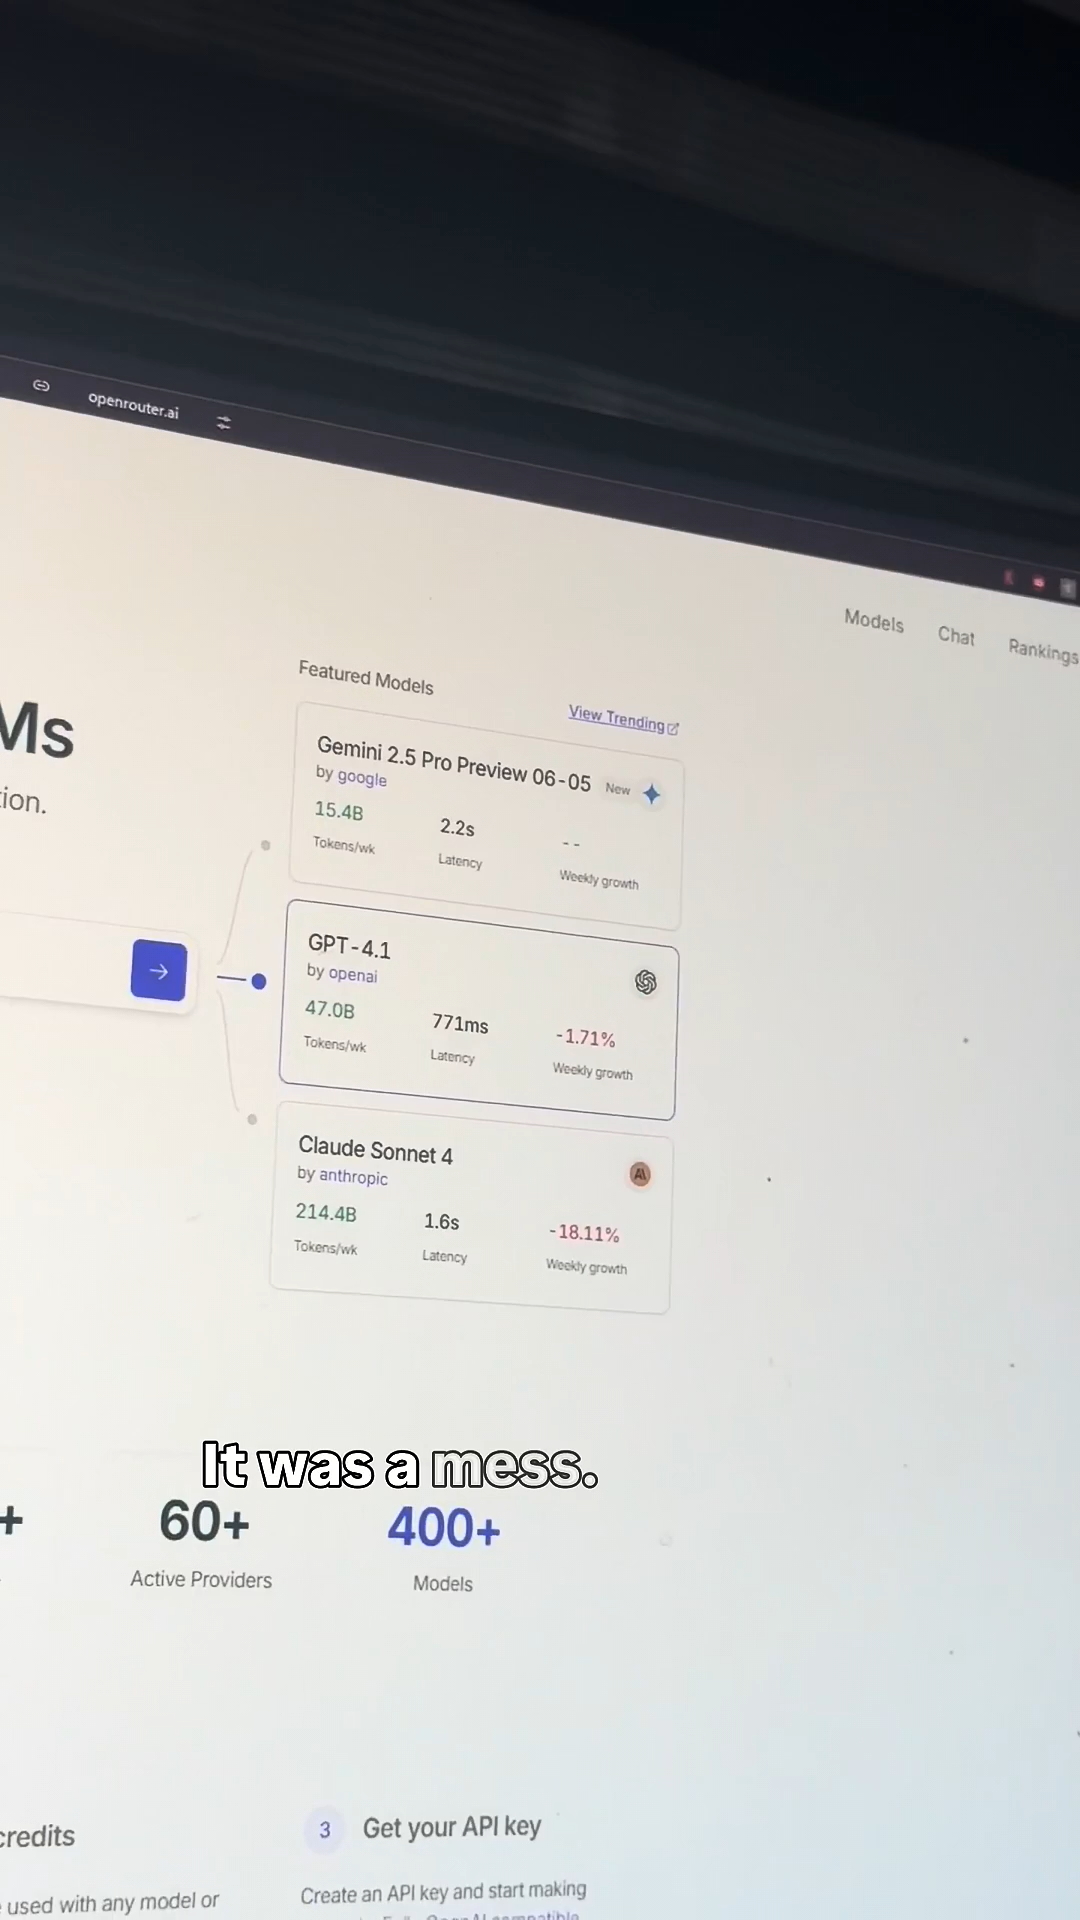 openrouter.ai
Models Chat Rankings
Featured Models
View Trending
Ms
tion.
Gemini 2.5 Pro Preview 06-05 New
by google
15.4B 2.2s --
Tokens/wk Latency Weekly growth
GPT-4.1
by openai
47.0B 771ms -1.71%
Tokens/wk Latency Weekly growth
Claude Sonnet 4
by anthropic
214.4B 1.6s -18.11%
Tokens/wk Latency Weekly growth
It was a mess.
+ 60+ 400+
Active Providers Models
credits
3 Get your API key
used with any model or
Create an API key and start making